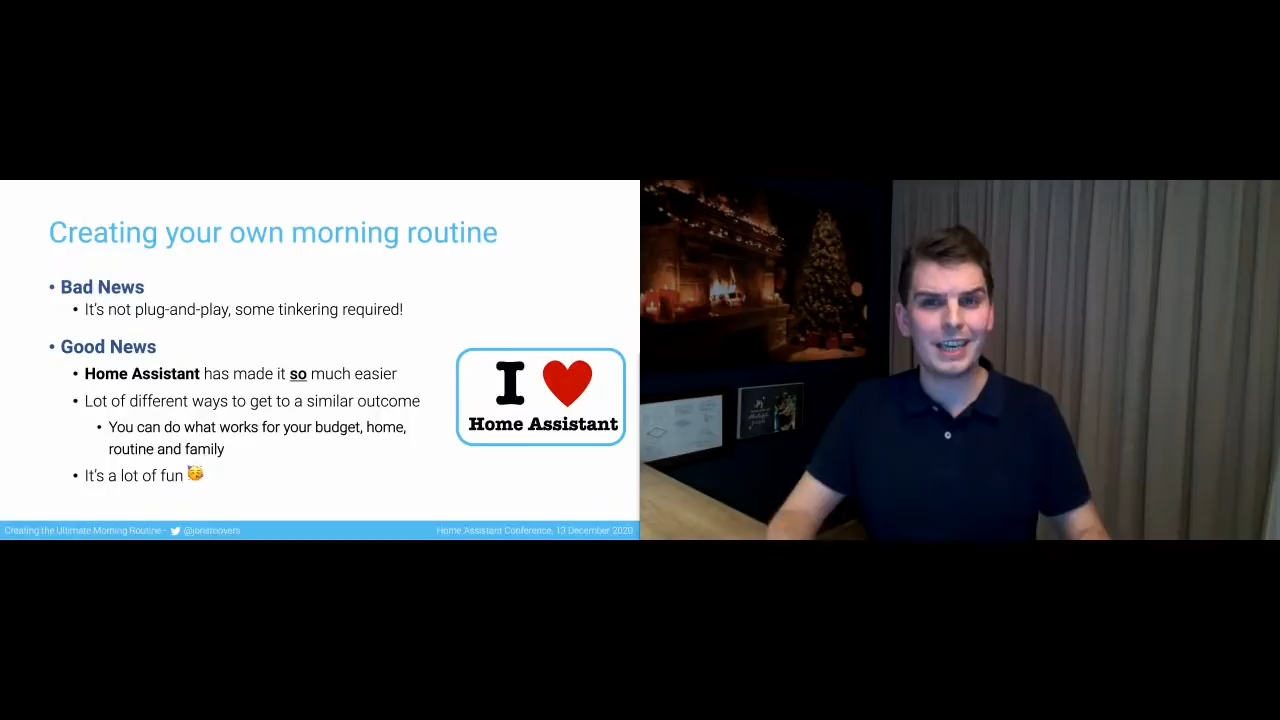 Creating your own morning routine
• Bad News
• It's not plug-and-play, some tinkering required!
• Good News
• Home Assistant has made it so much easier
• Lot of different ways to get to a similar outcome
• You can do what works for your budget, home,
routine and family
• It's a lot of fun 🥳
I ❤
Home Assistant
Creating the Ultimate Morning Routine - @jorisroovers
Home Assistant Conference, 13 December 2020